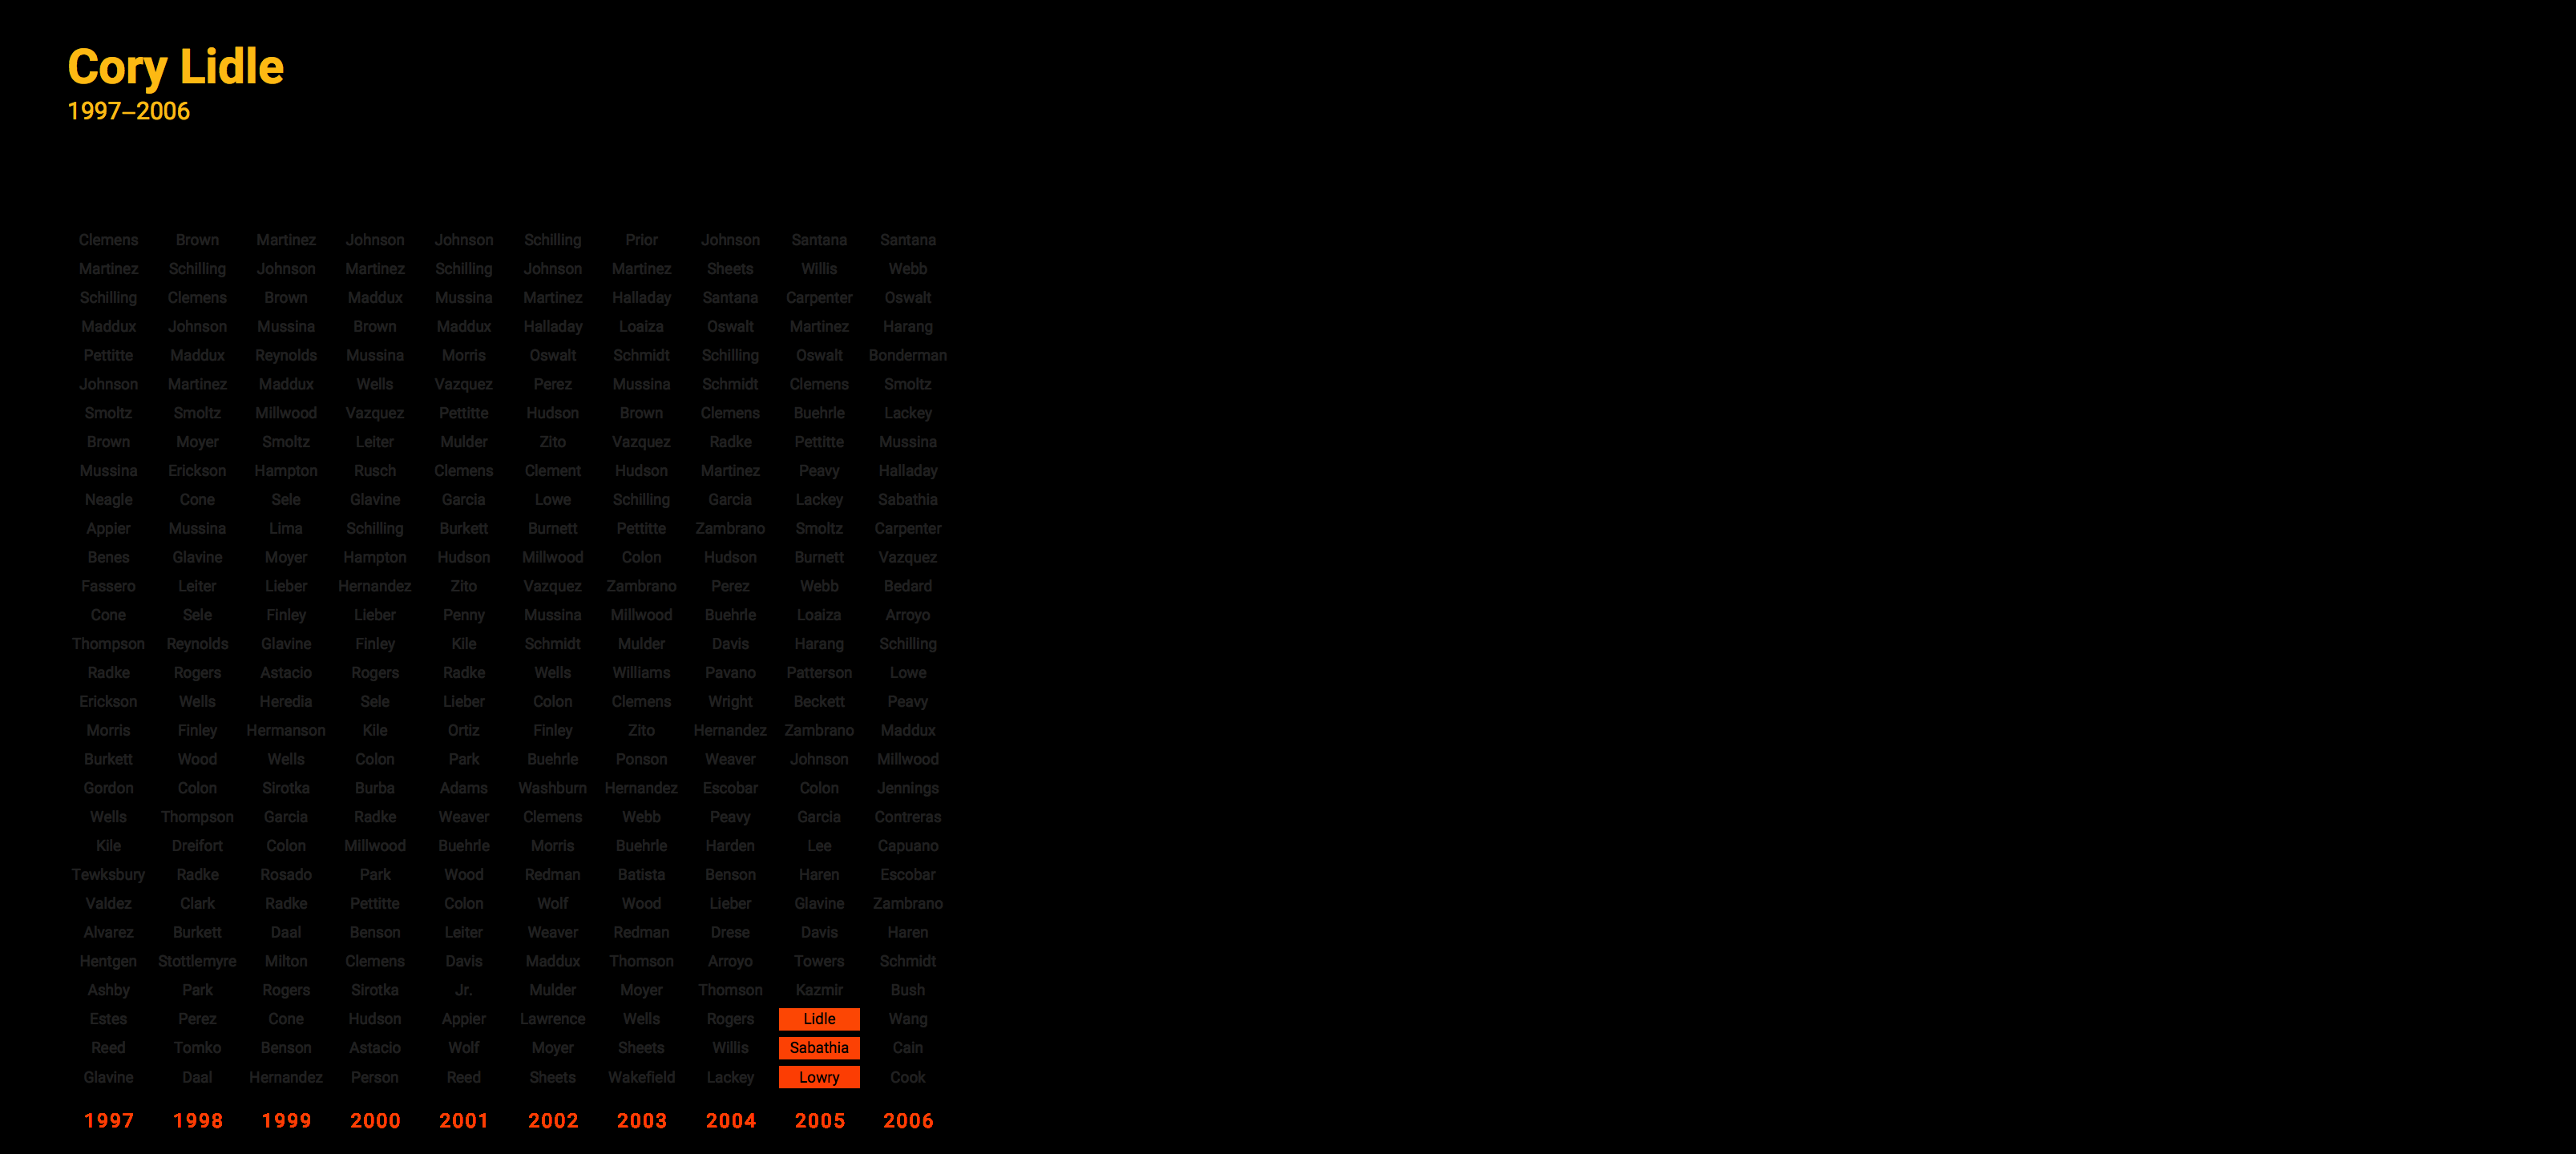 Cory Lidle
1997–2006
Clemens Brown Martinez Johnson Johnson Schilling Prior Johnson Santana Santana
Martinez Schilling Johnson Martinez Schilling Johnson Martinez Sheets Willis Webb
Schilling Clemens Brown Maddux Mussina Martinez Halladay Santana Carpenter Oswalt
Maddux Johnson Mussina Brown Maddux Halladay Loaiza Oswalt Martinez Harang
Pettitte Maddux Reynolds Mussina Morris Oswalt Schmidt Schilling Oswalt Bonderman
Johnson Martinez Maddux Wells Vazquez Perez Mussina Schmidt Clemens Smoltz
Smoltz Smoltz Millwood Vazquez Pettitte Hudson Brown Clemens Buehrle Lackey
Brown Moyer Smoltz Leiter Mulder Zito Vazquez Radke Pettitte Mussina
Mussina Erickson Hampton Rusch Clemens Clement Hudson Martinez Peavy Halladay
Neagle Cone Sele Glavine Garcia Lowe Schilling Garcia Lackey Sabathia
Appier Mussina Lima Schilling Burkett Burnett Pettitte Zambrano Smoltz Carpenter
Benes Glavine Moyer Hampton Hudson Millwood Colon Hudson Burnett Vazquez
Fassero Leiter Lieber Hernandez Zito Vazquez Zambrano Perez Webb Bedard
Cone Sele Finley Lieber Penny Mussina Millwood Buehrle Loaiza Arroyo
Thompson Reynolds Glavine Finley Kile Schmidt Mulder Davis Harang Schilling
Radke Rogers Astacio Rogers Radke Wells Williams Pavano Patterson Lowe
Erickson Wells Heredia Sele Lieber Colon Clemens Wright Beckett Peavy
Morris Finley Hermanson Kile Ortiz Finley Zito Hernandez Zambrano Maddux
Burkett Wood Wells Colon Park Buehrle Ponson Weaver Johnson Millwood
Gordon Colon Sirotka Burba Adams Washburn Hernandez Escobar Colon Jennings
Wells Thompson Garcia Radke Weaver Clemens Webb Peavy Garcia Contreras
Kile Dreifort Colon Millwood Buehrle Morris Buehrle Harden Lee Capuano
Tewksbury Radke Rosado Park Wood Redman Batista Benson Haren Escobar
Valdez Clark Radke Pettitte Colon Wolf Wood Lieber Glavine Zambrano
Alvarez Burkett Daal Benson Leiter Weaver Redman Drese Davis Haren
Hentgen Stottlemyre Milton Clemens Davis Maddux Thomson Arroyo Towers Schmidt
Ashby Park Rogers Sirotka Jr. Mulder Moyer Thomson Kazmir Bush
Estes Perez Cone Hudson Appier Lawrence Wells Rogers Lidle Wang
Reed Tomko Benson Astacio Wolf Moyer Sheets Willis Sabathia Cain
Glavine Daal Hernandez Person Reed Sheets Wakefield Lackey Lowry Cook
1997 1998 1999 2000 2001 2002 2003 2004 2005 2006